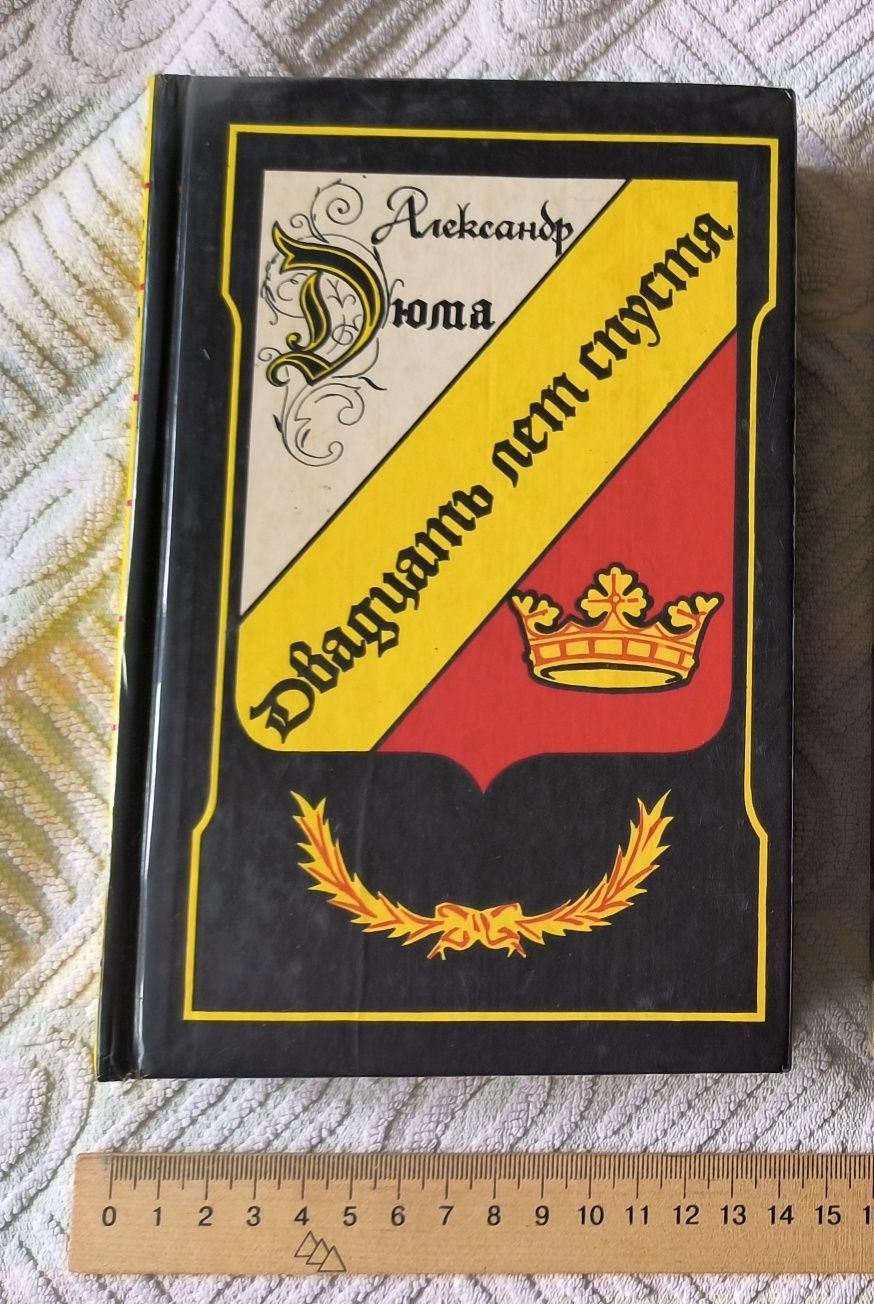 Александр
Дюма
Двадцать лет спустя
0 1 2 3 4 5 6 7 8 9 10 11 12 13 14 15